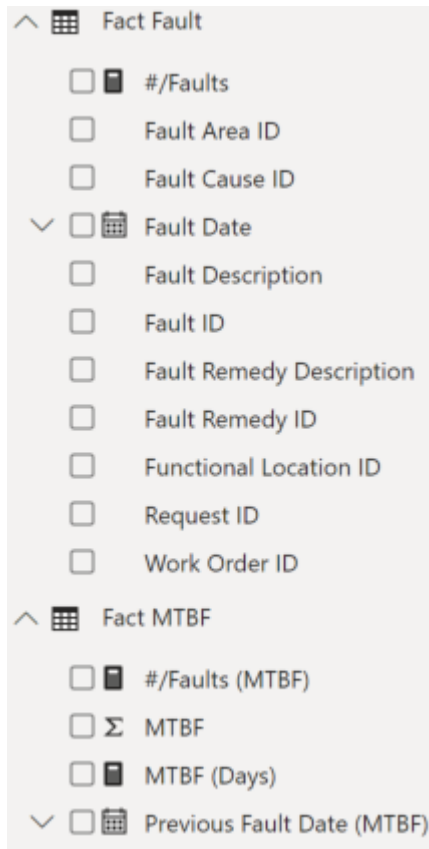 Fact Fault
#/Faults
Fault Area ID
Fault Cause ID
Fault Date
Fault Description
Fault ID
Fault Remedy Description
Fault Remedy ID
Functional Location ID
Request ID
Work Order ID
Fact MTBF
#/Faults (MTBF)
Σ MTBF
MTBF (Days)
Previous Fault Date (MTBF)